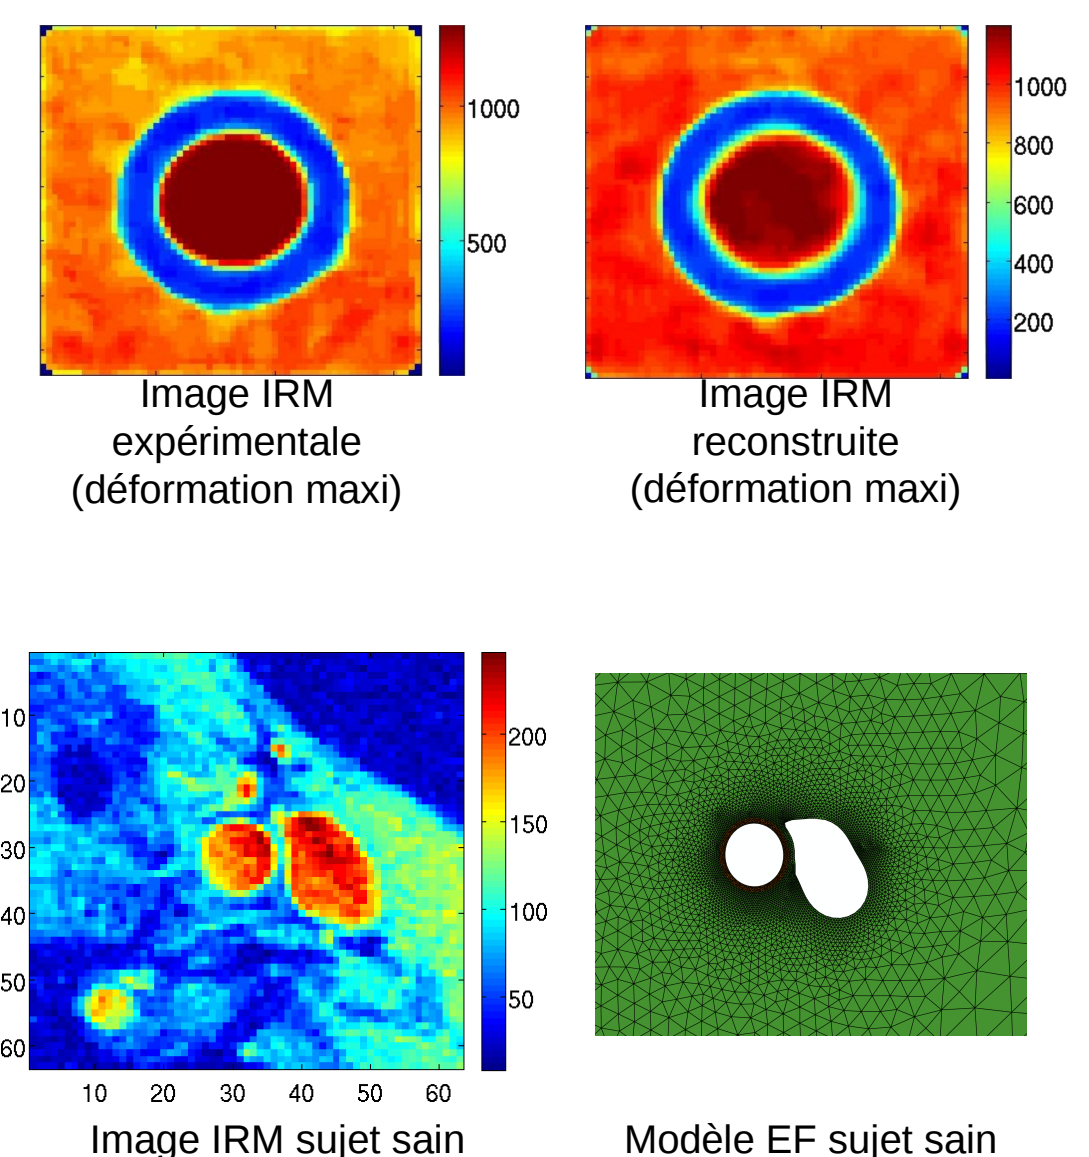 1000
500
1000
800
600
400
200
Image IRM
expérimentale
(déformation maxi)
Image IRM
reconstruite
(déformation maxi)
10
20
30
40
50
60
10 20 30 40 50 60
200
150
100
50
Image IRM sujet sain
Modèle EF sujet sain